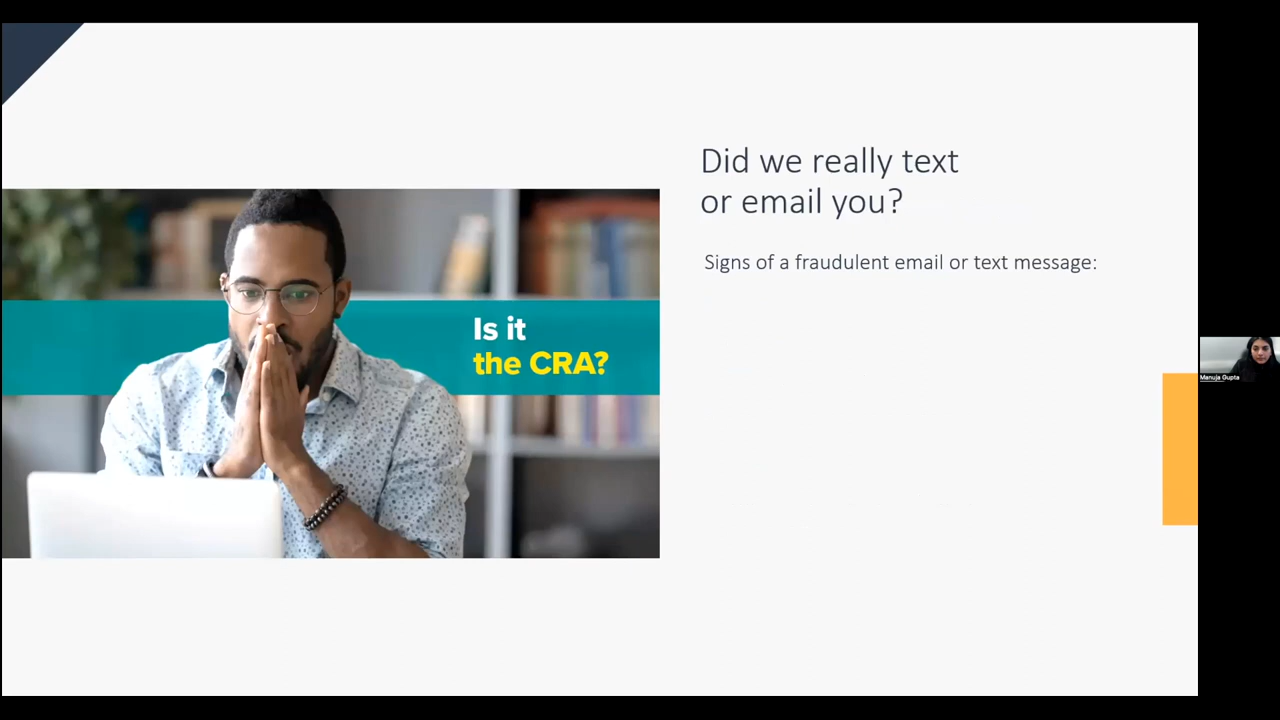 Did we really text
or email you?
Signs of a fraudulent email or text message:
Is it
the CRA?
Manuja Gupta